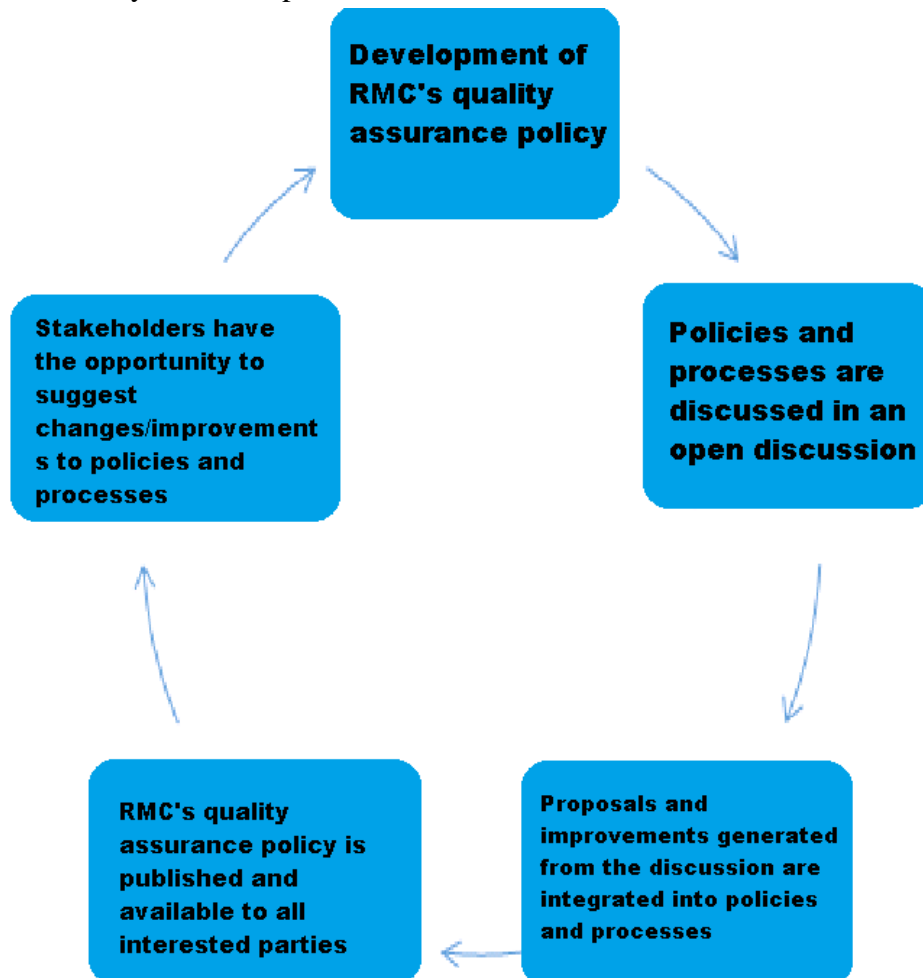 Development of
RMC's quality
assurance policy
Policies and
processes are
discussed in an
open discussion
Proposals and
improvements generated
from the discussion are
integrated into policies
and processes
RMC's quality
assurance policy is
published and
available to all
interested parties
Stakeholders have
the opportunity to
suggest
changes/improvement
s to policies and
processes